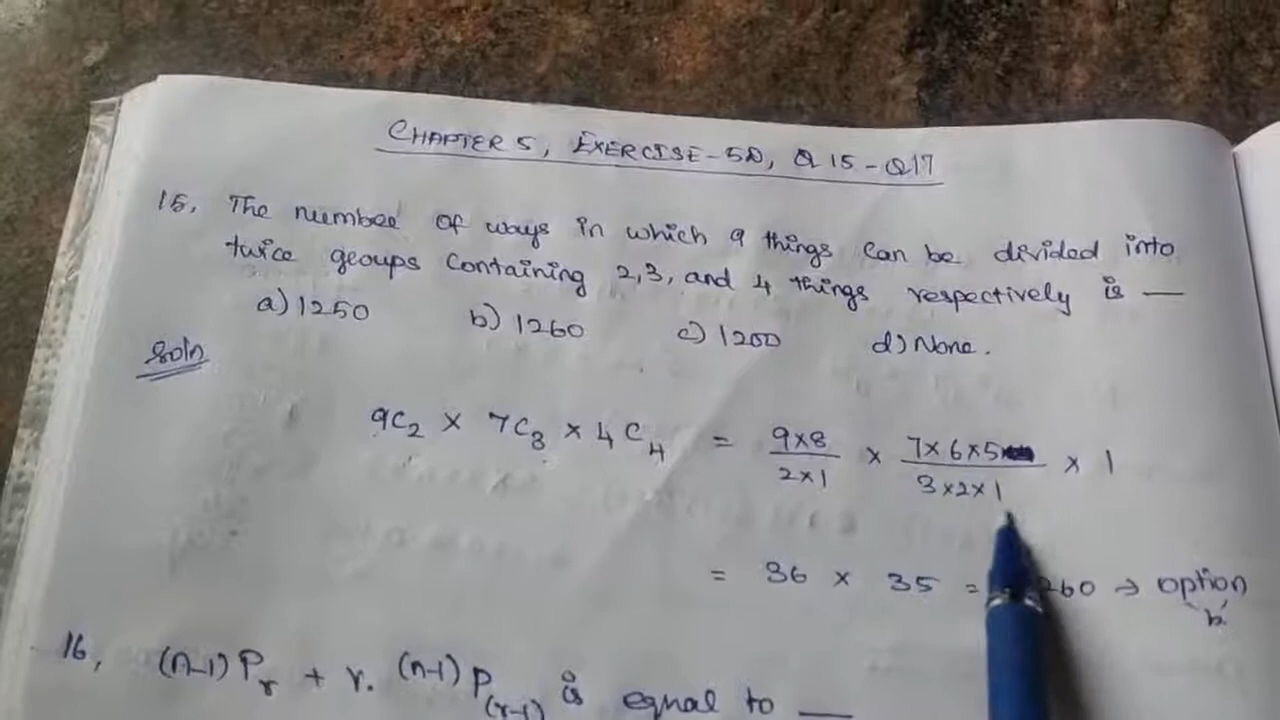 CHAPTER 5, EXERCISE-5D, Q 15 - Q17
15, The number of ways in which 9 things can be divided into
twice groups containing 2,3, and 4 things respectively is —
a) 1250 b) 1260 c) 1200 d) None.
Soln
9C₂ × 7C₃ × 4C₄ = 9×8/2×1 × 7×6×5/3×2×1 × 1
= 36 × 35 = 260 → option
'b'
16, (n-1)Pᵣ + r. (n-1)P₍ᵣ₋₁₎ is equal to —